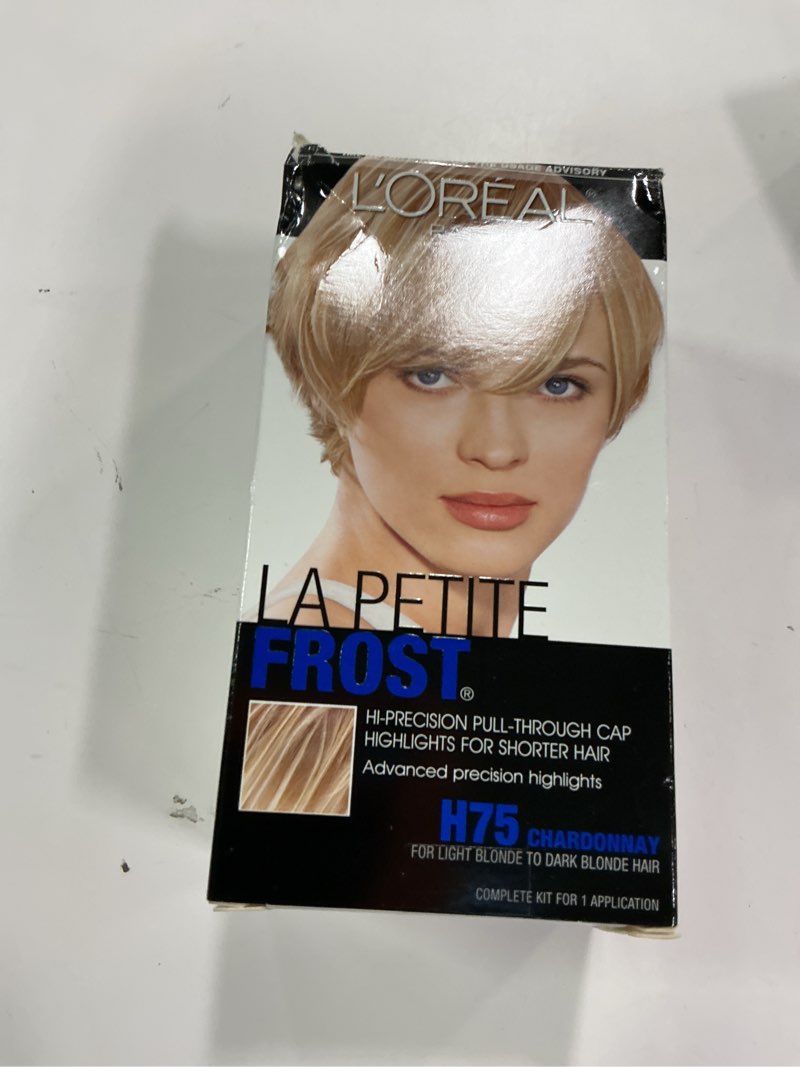 USAGE ADVISORY
L'ORÉAL®
LA PETITE
FROST®
HI-PRECISION PULL-THROUGH CAP
HIGHLIGHTS FOR SHORTER HAIR
Advanced precision highlights
H75 CHARDONNAY
FOR LIGHT BLONDE TO DARK BLONDE HAIR
COMPLETE KIT FOR 1 APPLICATION